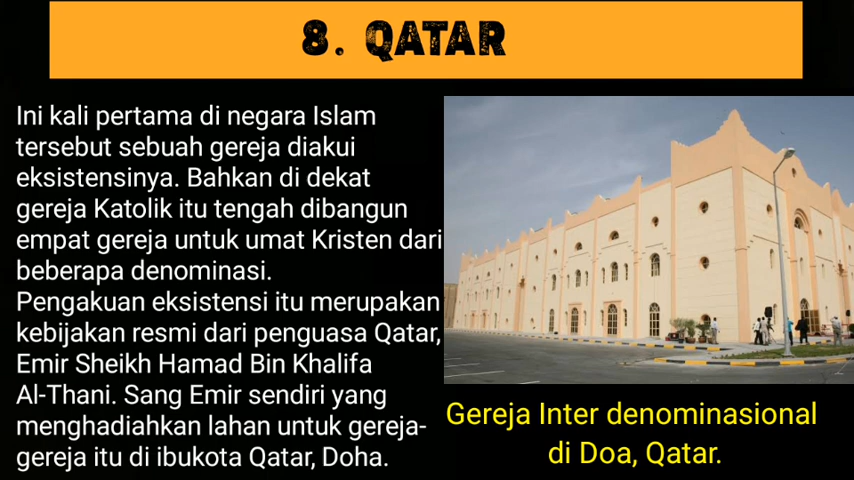 8. QATAR
Ini kali pertama di negara Islam
tersebut sebuah gereja diakui
eksistensinya. Bahkan di dekat
gereja Katolik itu tengah dibangun
empat gereja untuk umat Kristen dari
beberapa denominasi.
Pengakuan eksistensi itu merupakan
kebijakan resmi dari penguasa Qatar,
Emir Sheikh Hamad Bin Khalifa
Al-Thani. Sang Emir sendiri yang
menghadiahkan lahan untuk gereja-
gereja itu di ibukota Qatar, Doha.
Gereja Inter denominasional
di Doa, Qatar.